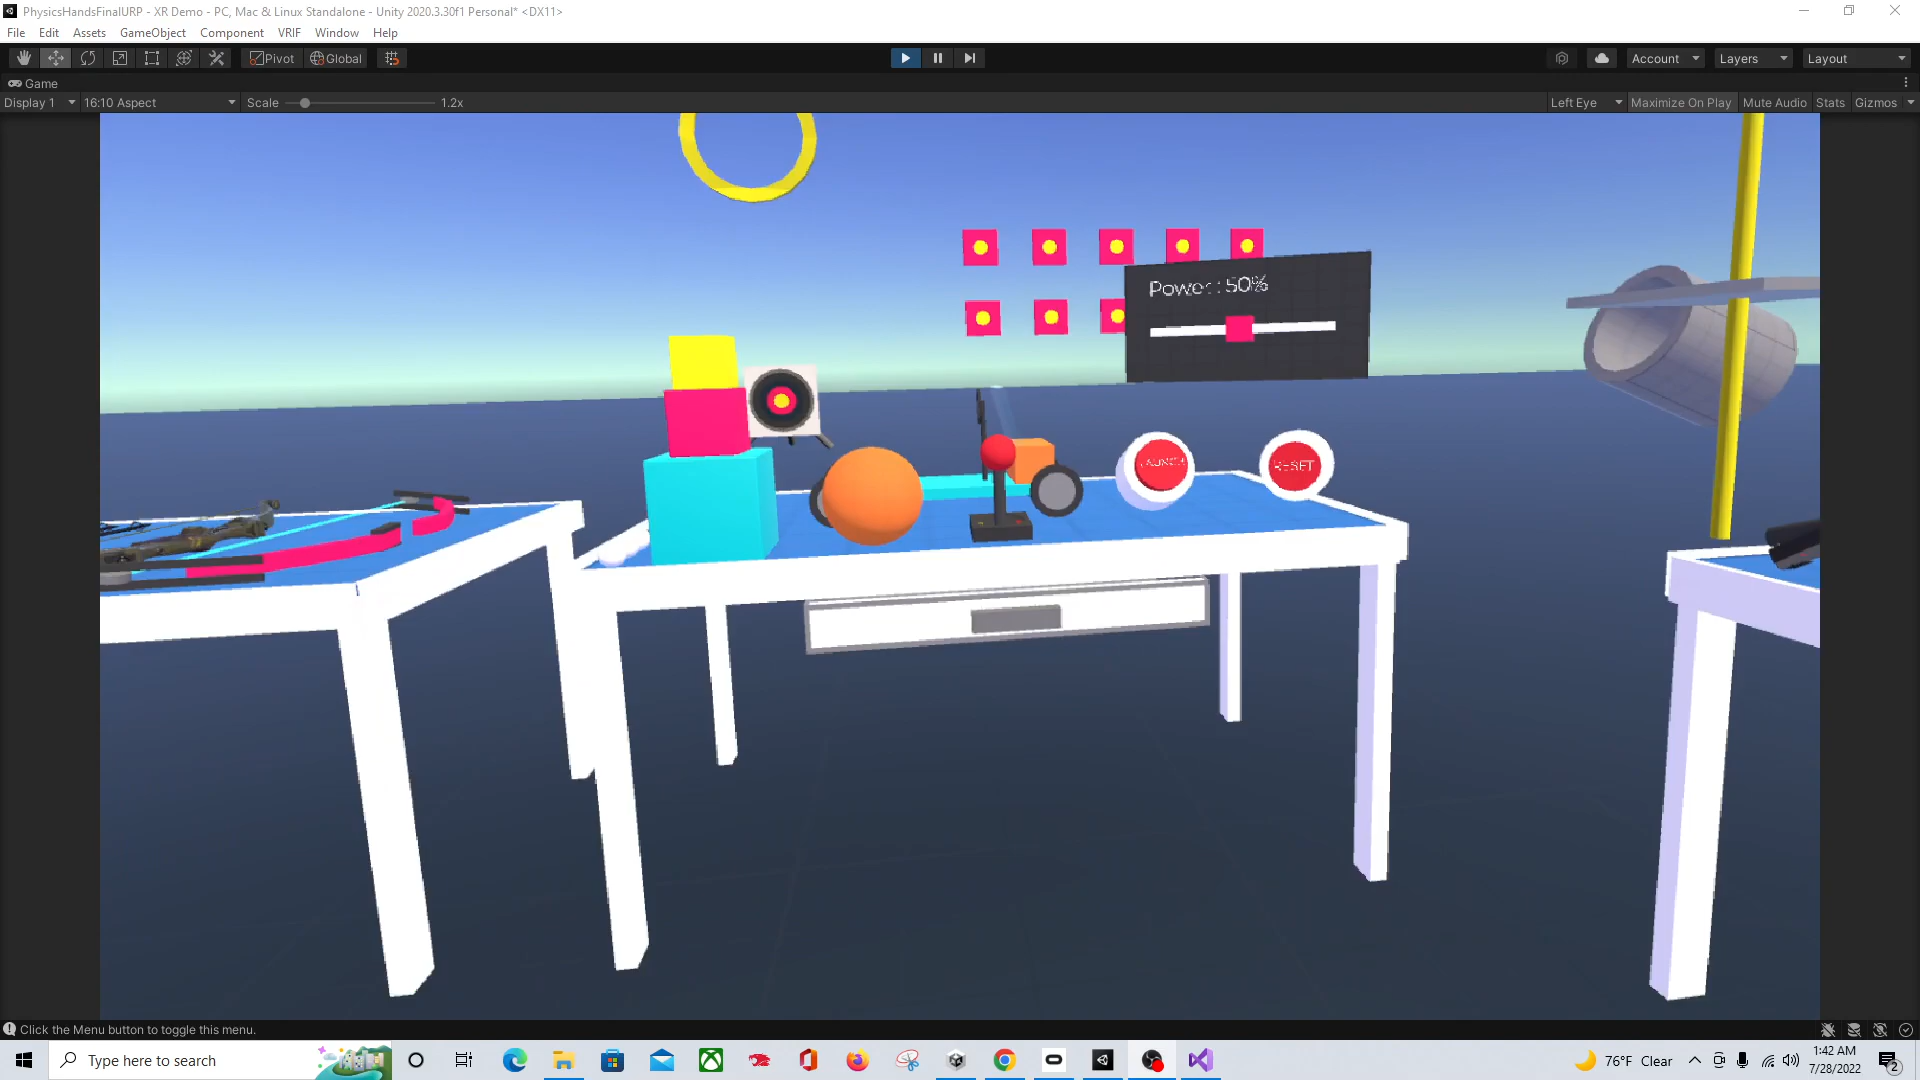 PhysicsHandsFinalURP - XR Demo - PC, Mac & Linux Standalone - Unity 2020.3.30f1 Personal* <DX11>
File Edit Assets GameObject Component VRIF Window Help
Pivot Global Account Layers Layout
Game
Display 1 16:10 Aspect Scale 1.2x Left Eye Maximize On Play Mute Audio Stats Gizmos
Power: 50%
LAUNCH RESET
Click the Menu button to toggle this menu.
Type here to search
76°F Clear
1:42 AM
7/28/2022
2